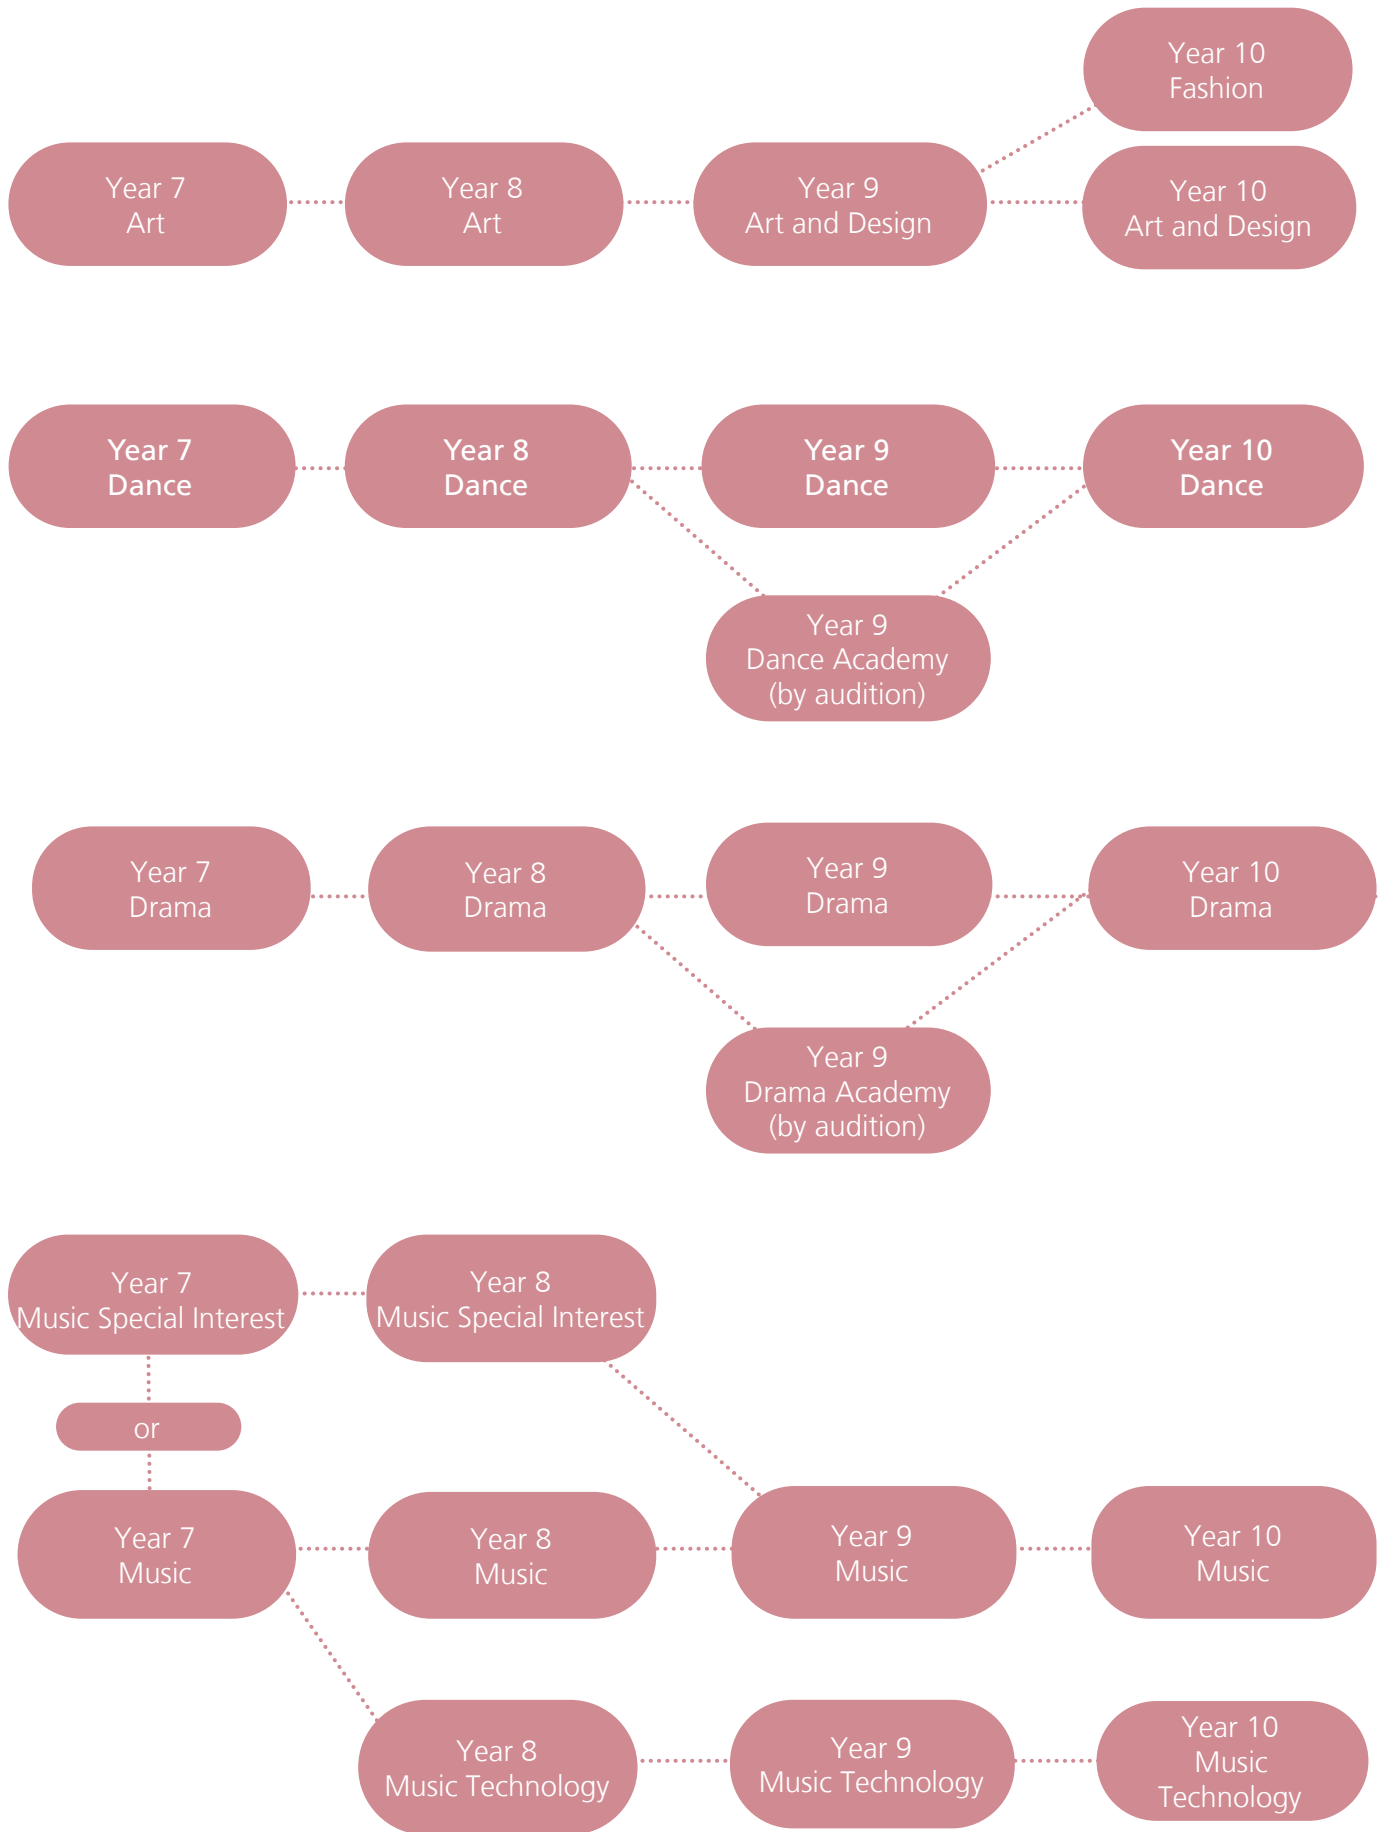 Year 10
Fashion
Year 7
Art
Year 8
Art
Year 9
Art and Design
Year 10
Art and Design
Year 7
Dance
Year 8
Dance
Year 9
Dance
Year 10
Dance
Year 9
Dance Academy
(by audition)
Year 7
Drama
Year 8
Drama
Year 9
Drama
Year 10
Drama
Year 9
Drama Academy
(by audition)
Year 7
Music Special Interest
Year 8
Music Special Interest
or
Year 7
Music
Year 8
Music
Year 9
Music
Year 10
Music
Year 8
Music Technology
Year 9
Music Technology
Year 10
Music
Technology